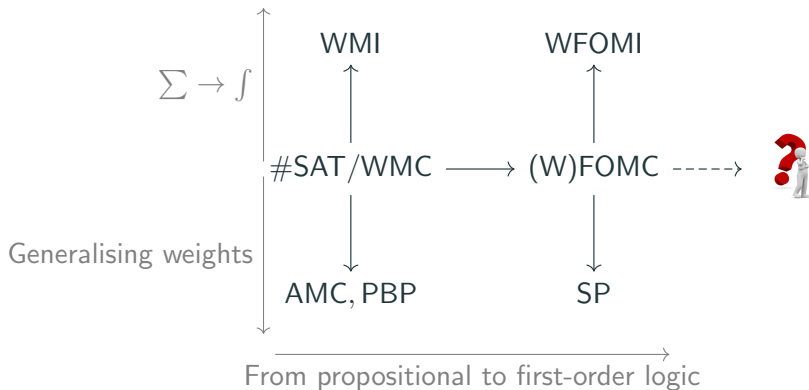 WMI WFOMI
∑ → ∫
#SAT/WMC (W)FOMC ?
Generalising weights
AMC, PBP SP
From propositional to first-order logic